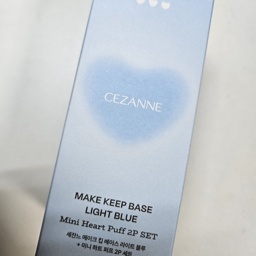 CEZANNE
MAKE KEEP BASE
LIGHT BLUE
Mini Heart Puff 2P SET
세잔느 메이크 킵 베이스 라이트 블루
+ 미니 하트 퍼프 2P 세트